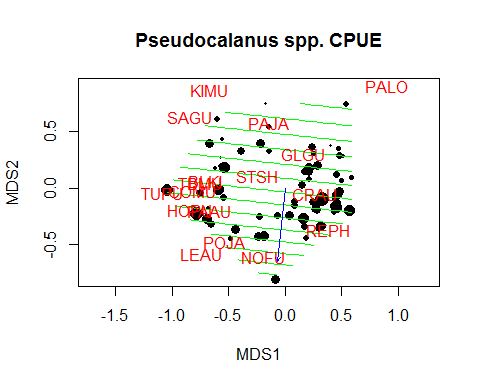 Pseudocalanus spp. CPUE
KIMU
PALO
SAGU
PAJA
GLGU
STSH
TUPU
CRAU
REPH
POJA
LEAU
NOFU
MDS2
0.5
0.0
-0.5
-1.5
-1.0
-0.5
0.0
0.5
1.0
MDS1